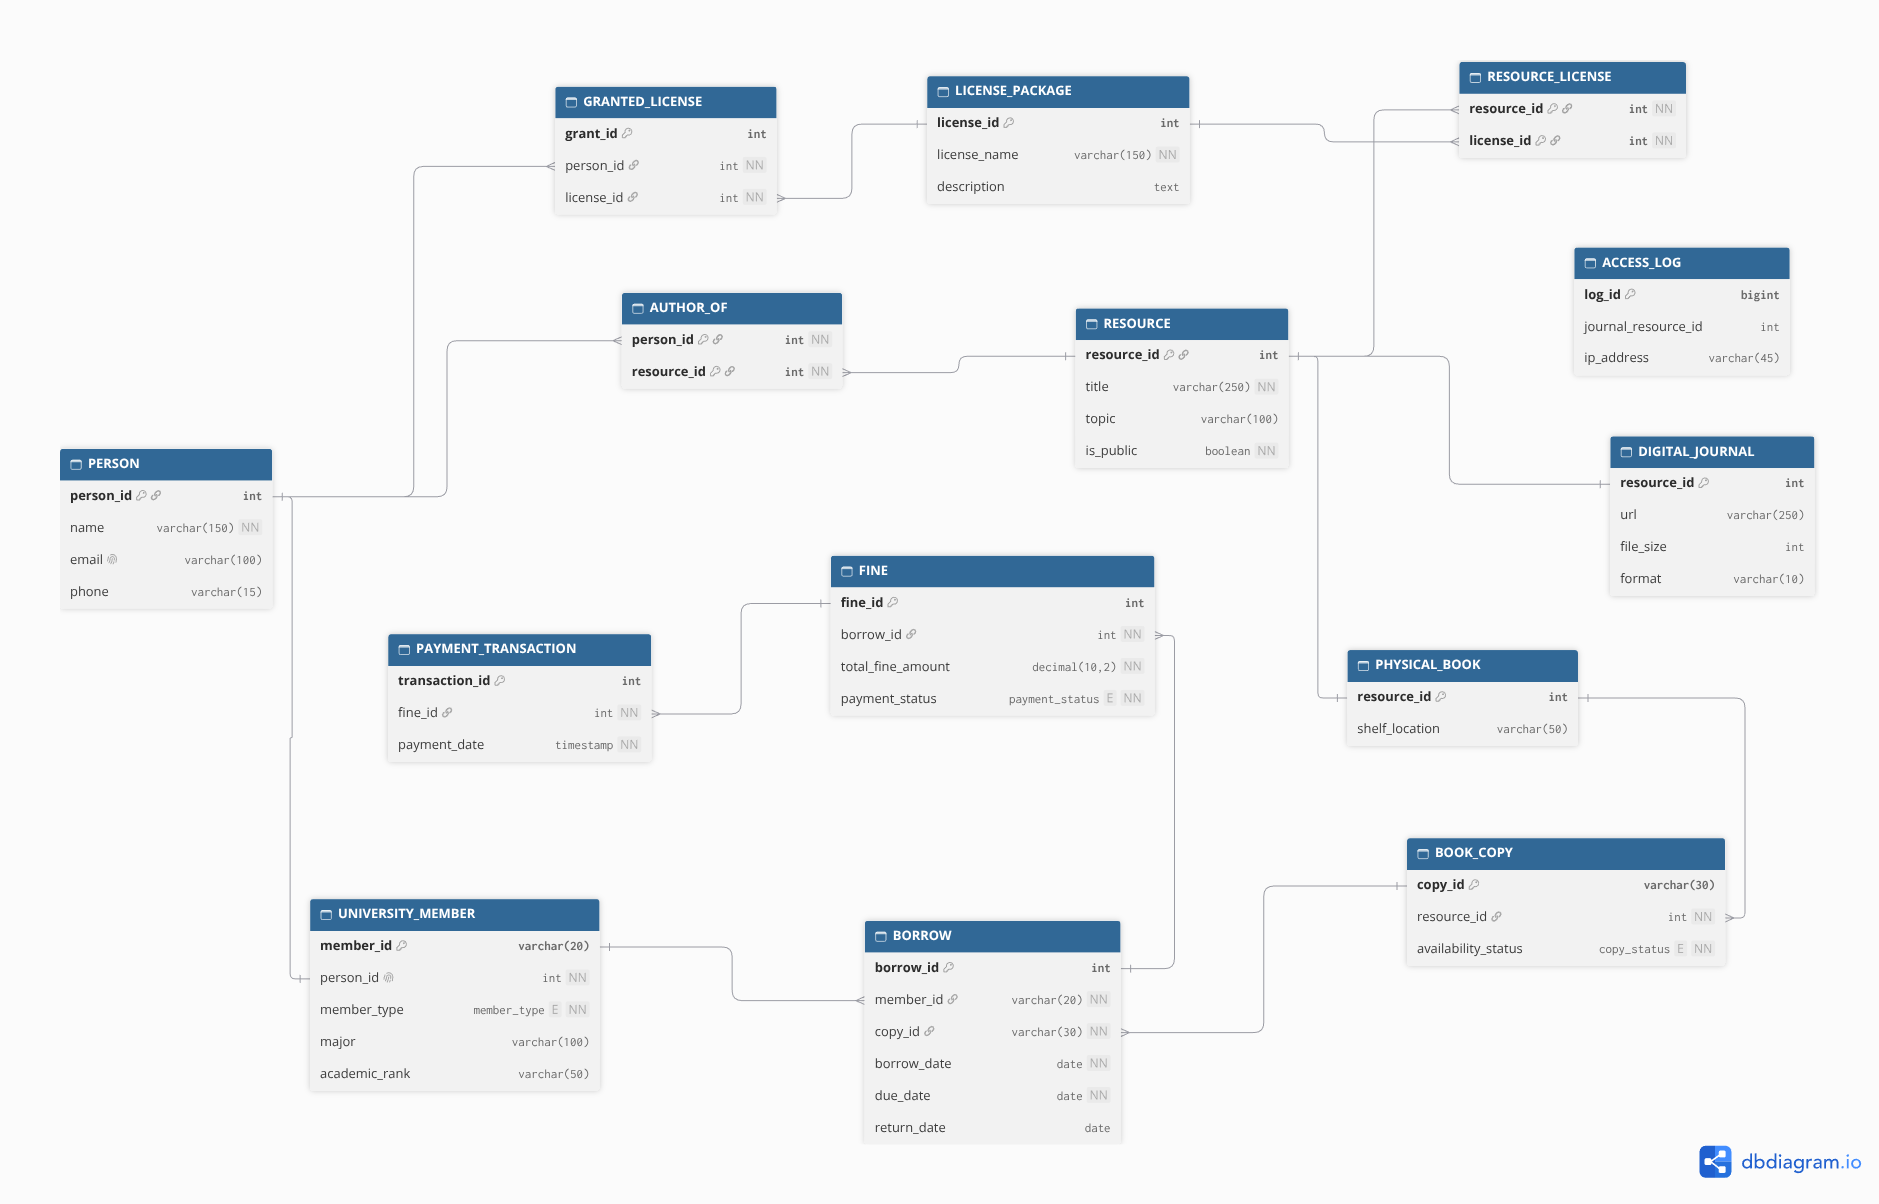 GRANTED_LICENSE
grant_id int
person_id int NN
license_id int NN
LICENSE_PACKAGE
license_id int
license_name varchar(150) NN
description text
RESOURCE_LICENSE
resource_id int NN
license_id int NN
ACCESS_LOG
log_id bigint
journal_resource_id int
ip_address varchar(45)
AUTHOR_OF
person_id int NN
resource_id int NN
RESOURCE
resource_id int
title varchar(250) NN
topic varchar(100)
is_public boolean NN
PERSON
person_id int
name varchar(150) NN
email varchar(100)
phone varchar(15)
DIGITAL_JOURNAL
resource_id int
url varchar(250)
file_size int
format varchar(10)
FINE
fine_id int
borrow_id int NN
total_fine_amount decimal(10,2) NN
payment_status payment_status E NN
PAYMENT_TRANSACTION
transaction_id int
fine_id int NN
payment_date timestamp NN
PHYSICAL_BOOK
resource_id int
shelf_location varchar(50)
BOOK_COPY
copy_id varchar(30)
resource_id int NN
availability_status copy_status E NN
UNIVERSITY_MEMBER
member_id varchar(20)
person_id int NN
member_type member_type E NN
major varchar(100)
academic_rank varchar(50)
BORROW
borrow_id int
member_id varchar(20) NN
copy_id varchar(30) NN
borrow_date date NN
due_date date NN
return_date date
dbdiagram.io